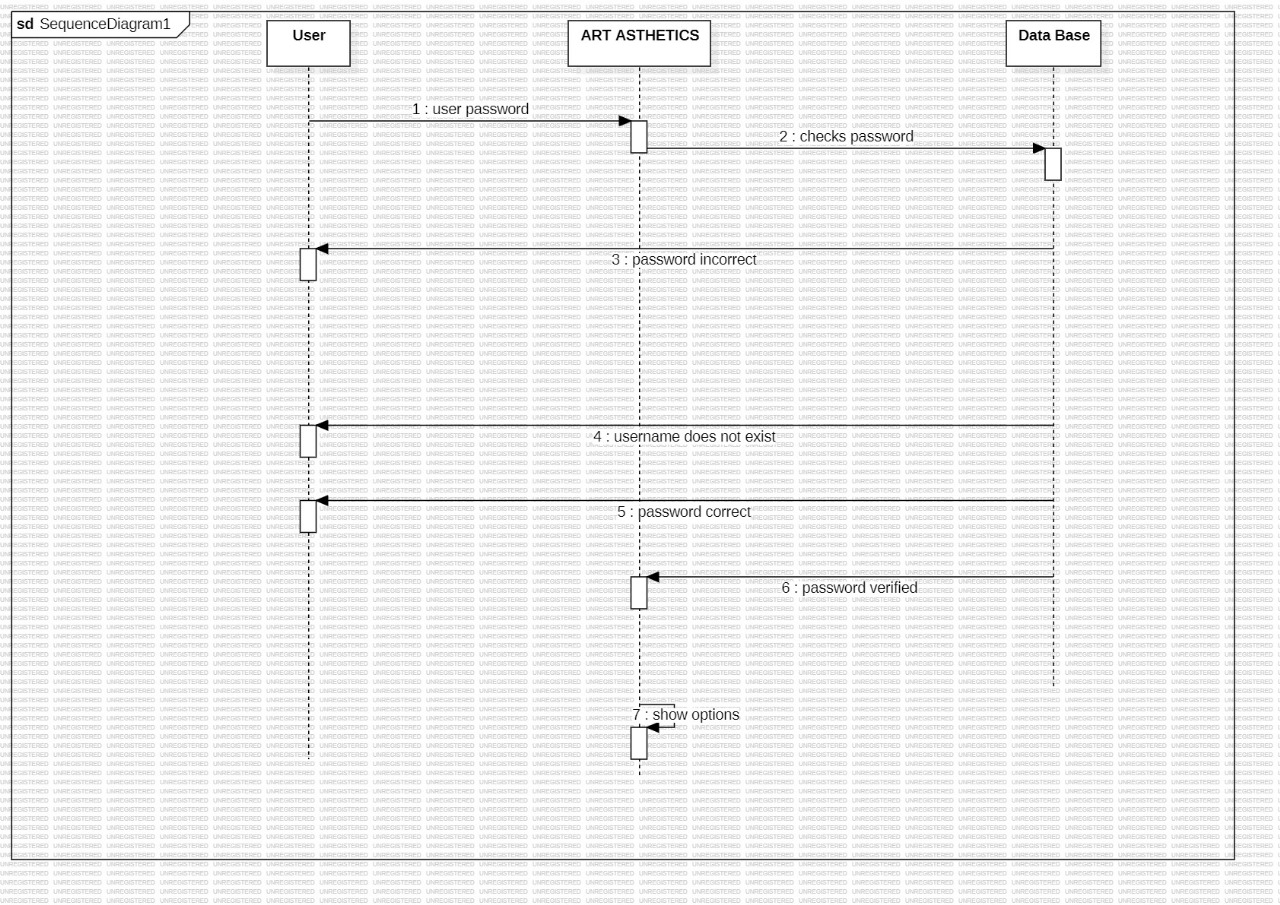 sd SequenceDiagram1
User
ART ASTHETICS
Data Base
1 : user password
2 : checks password
3 : password incorrect
4 : username does not exist
5 : password correct
6 : password verified
7 : show options
UNREGISTERED